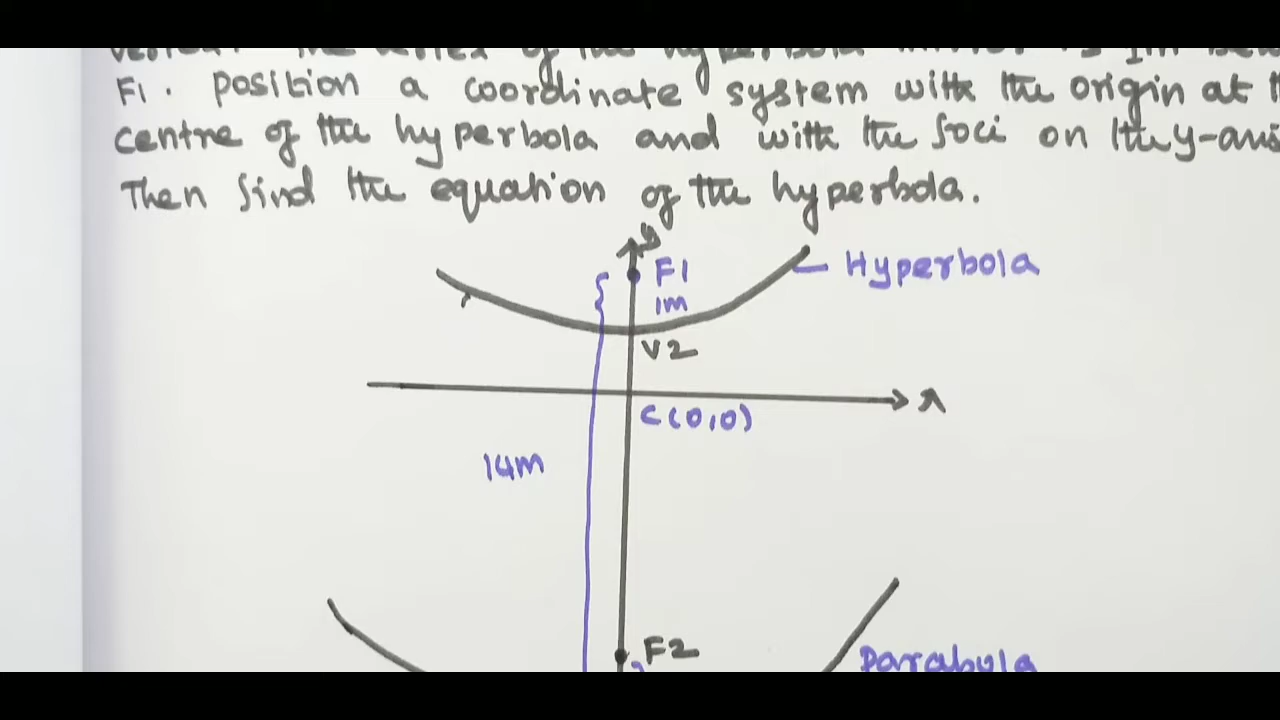 F1. position a coordinate system with the origin at
centre of the hyperbola and with the foci on the y-axis
Then find the equation of the hyperbola.
y
F1
Hyperbola
1m
V2
x
C(0,0)
14m
F2
Parabola